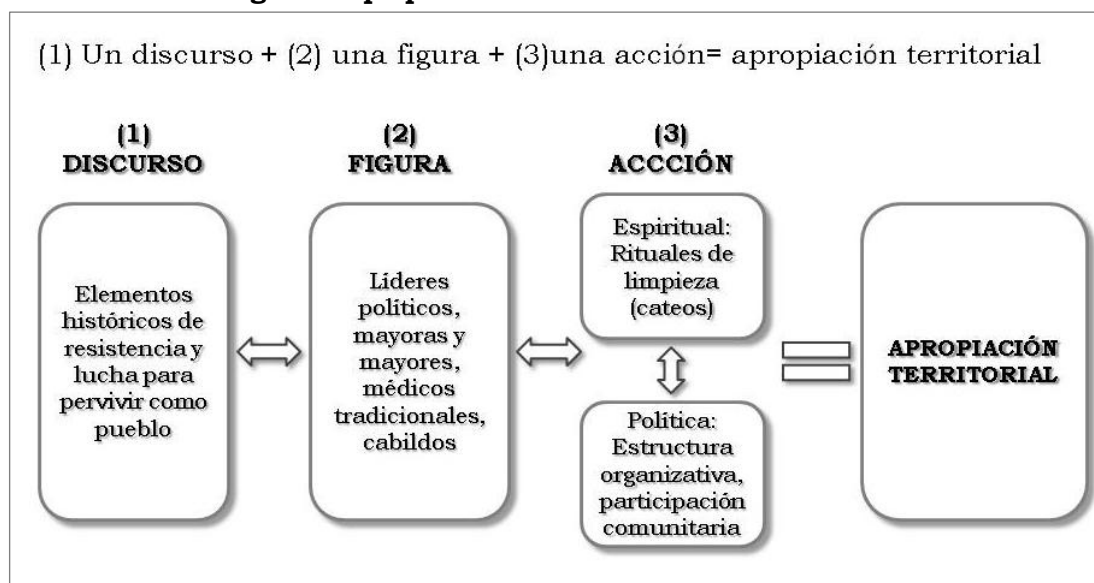 (1) Un discurso + (2) una figura + (3)una acción= apropiación territorial
(1)
DISCURSO
Elementos
históricos de
resistencia y
lucha para
pervivir como
pueblo
(2)
FIGURA
Líderes
políticos,
mayoras y
mayores,
médicos
tradicionales,
cabildos
(3)
ACCCIÓN
Espiritual:
Rituales de
limpieza
(cateos)
Política:
Estructura
organizativa,
participación
comunitaria
APROPIACIÓN
TERRITORIAL